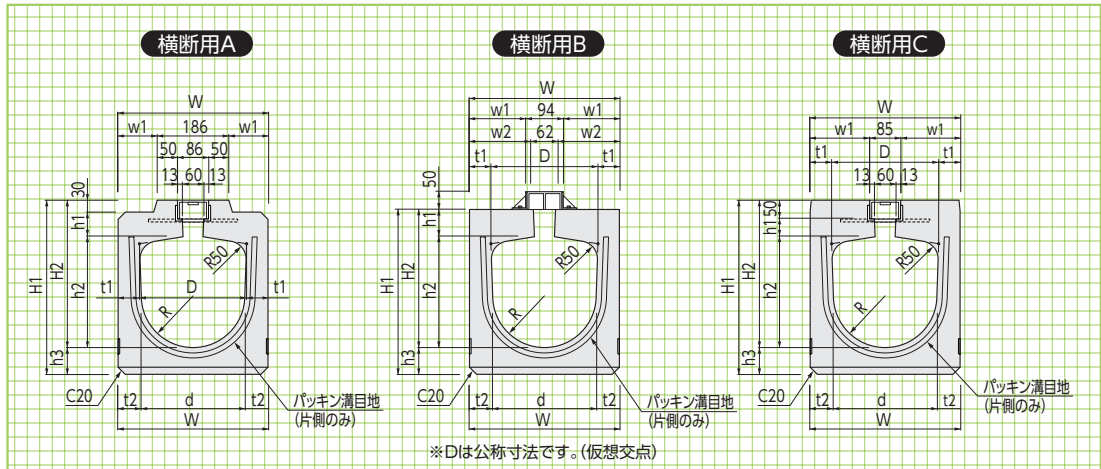 横断用A
W
w1 186 w1
50 86 50
13 60 13
30
h1
H1
H2
h2
h3
R50
t1 D t1
R
C20
t2 d t2
W
パッキン溝目地
(片側のみ)
横断用B
W
w1 94 w1
w2 62 w2
t1 D t1
50
h1
H1
H2
h2
h3
R50
R
C20
t2 d t2
W
パッキン溝目地
(片側のみ)
横断用C
W
w1 85 w1
t1 D t1
13 60 13
50
h1
H1
H2
h2
h3
R50
R
C20
t2 d t2
W
パッキン溝目地
(片側のみ)
※Dは公称寸法です。(仮想交点)